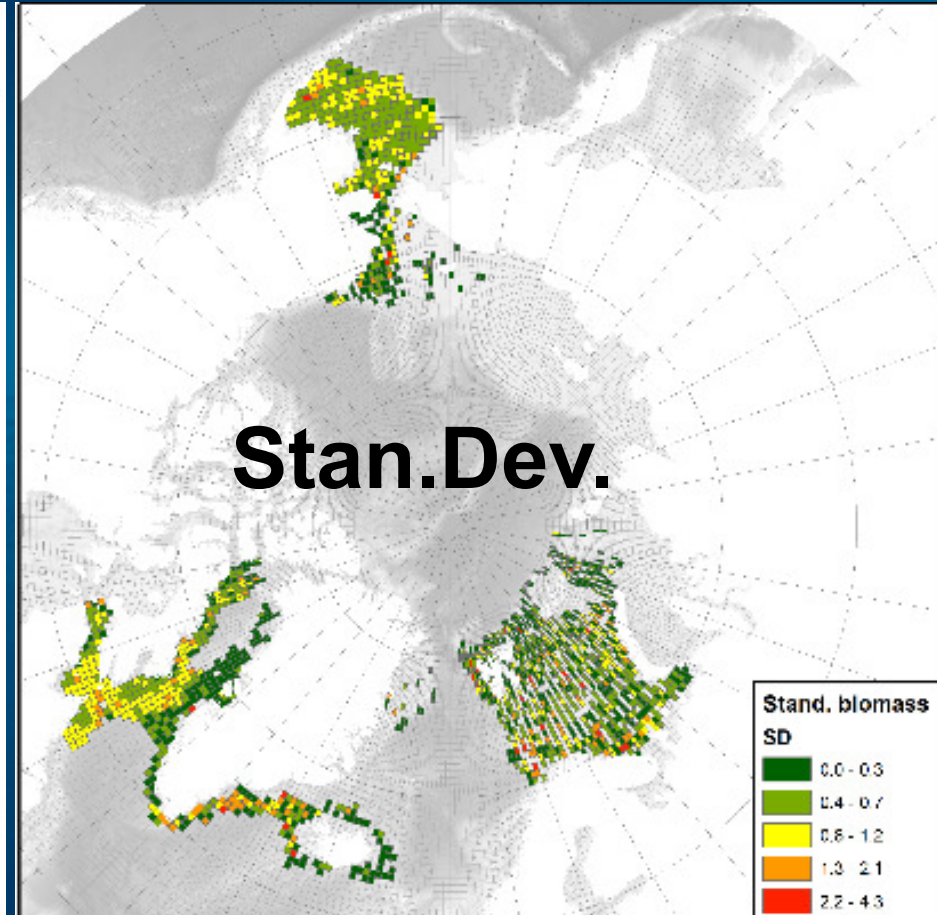 Stan.Dev.
Stand. biomass
SD
0.0 - 0.3
0.4 - 0.7
0.8 - 1.2
1.3 - 2.1
2.2 - 4.3